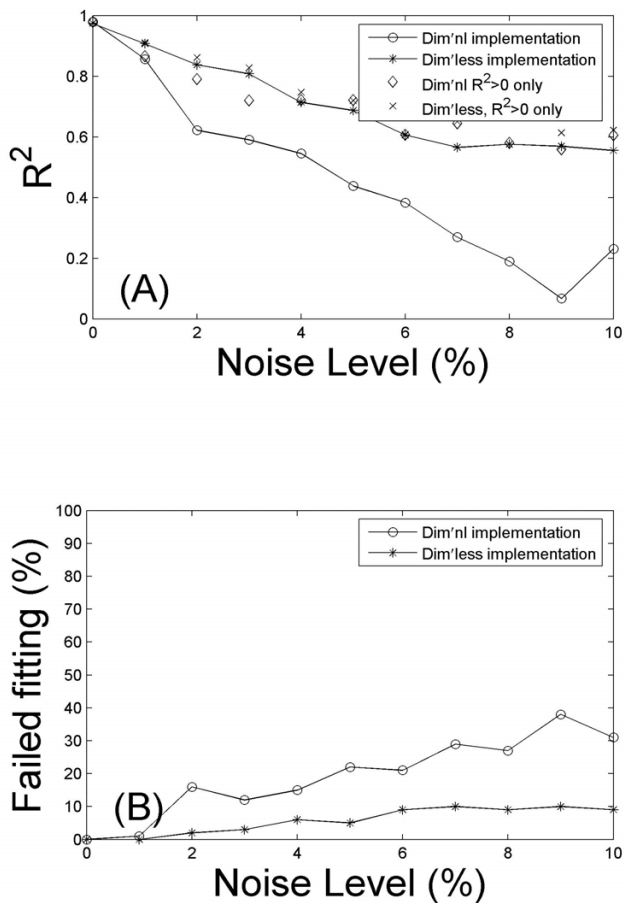 1
0.8
0.6
0.4
0.2
0
R²
Dim'nl implementation
Dim'less implementation
Dim'nl R²>0 only
Dim'less, R²>0 only
(A)
0 2 4 6 8 10
Noise Level (%)
100
90
80
70
60
50
40
30
20
10
0
Failed fitting (%)
Dim'nl implementation
Dim'less implementation
(B)
0 2 4 6 8 10
Noise Level (%)